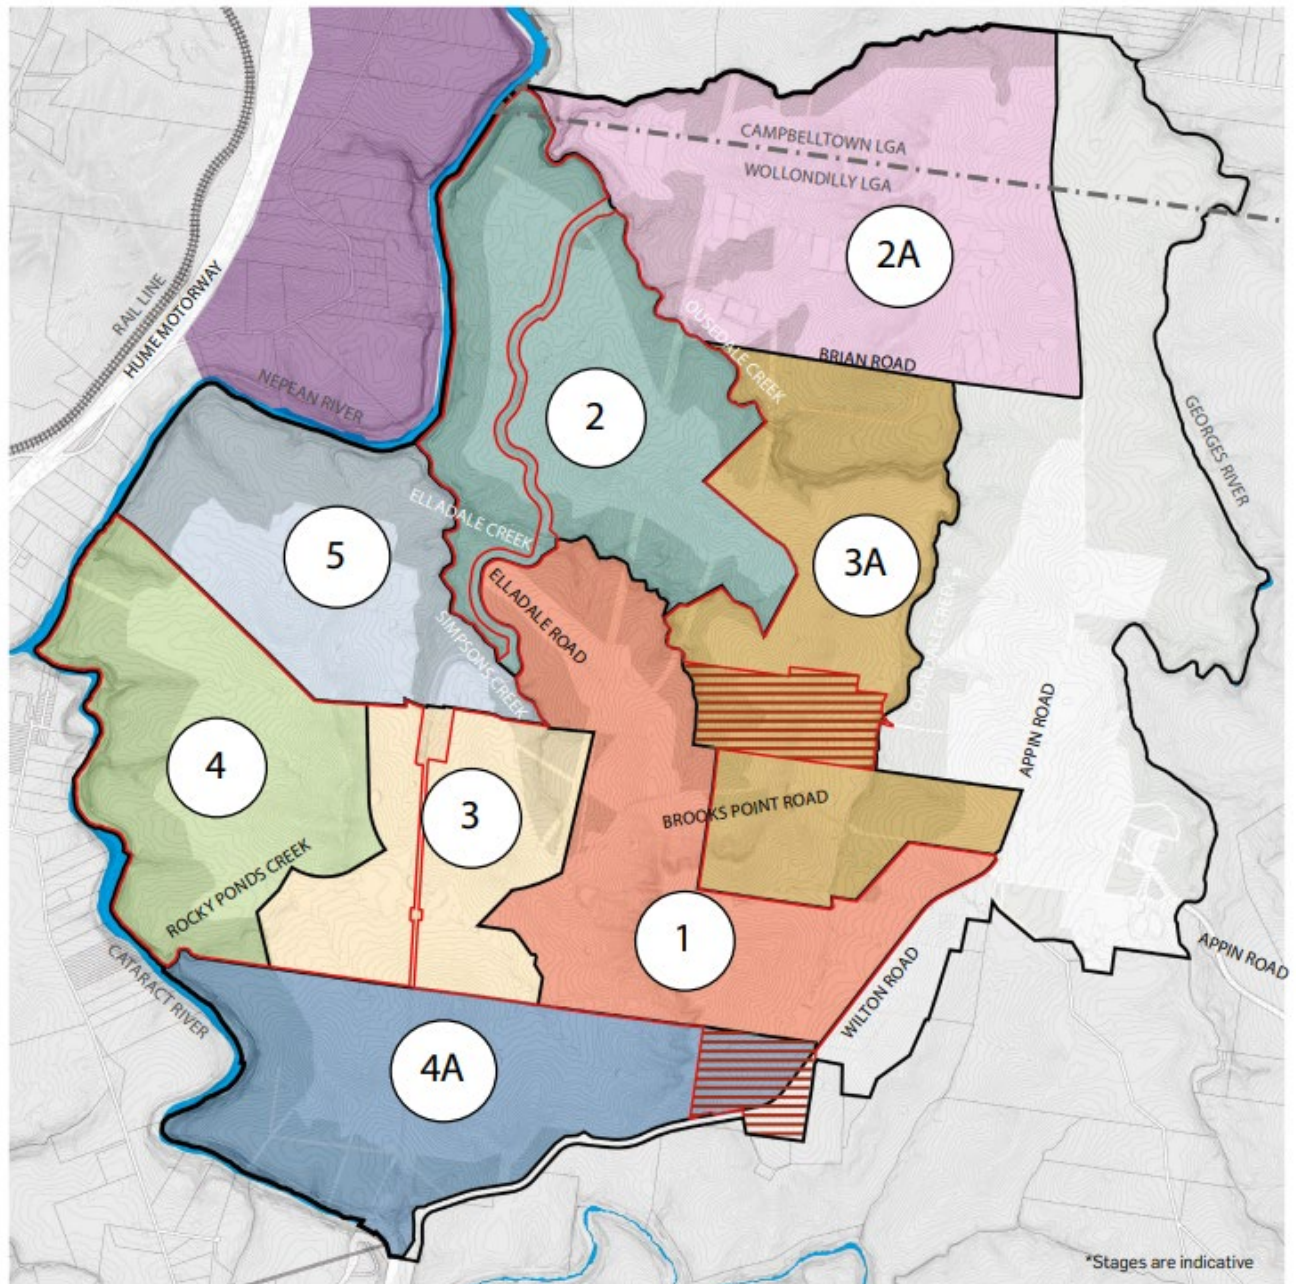 CAMPBELLTOWN LGA
WOLLONDILLY LGA
2A
RAIL LINE
HUME MOTORWAY
NEPEAN RIVER
OUSEDALE CREEK
BRIAN ROAD
GEORGES RIVER
2
ELLADALE CREEK
5
3A
ELLADALE ROAD
SIMPSONS CREEK
OUSEDALE CREEK
APPIN ROAD
4
3
BROOKS POINT ROAD
ROCKY PONDS CREEK
1
APPIN ROAD
CATARACT RIVER
WILTON ROAD
4A
*Stages are indicative